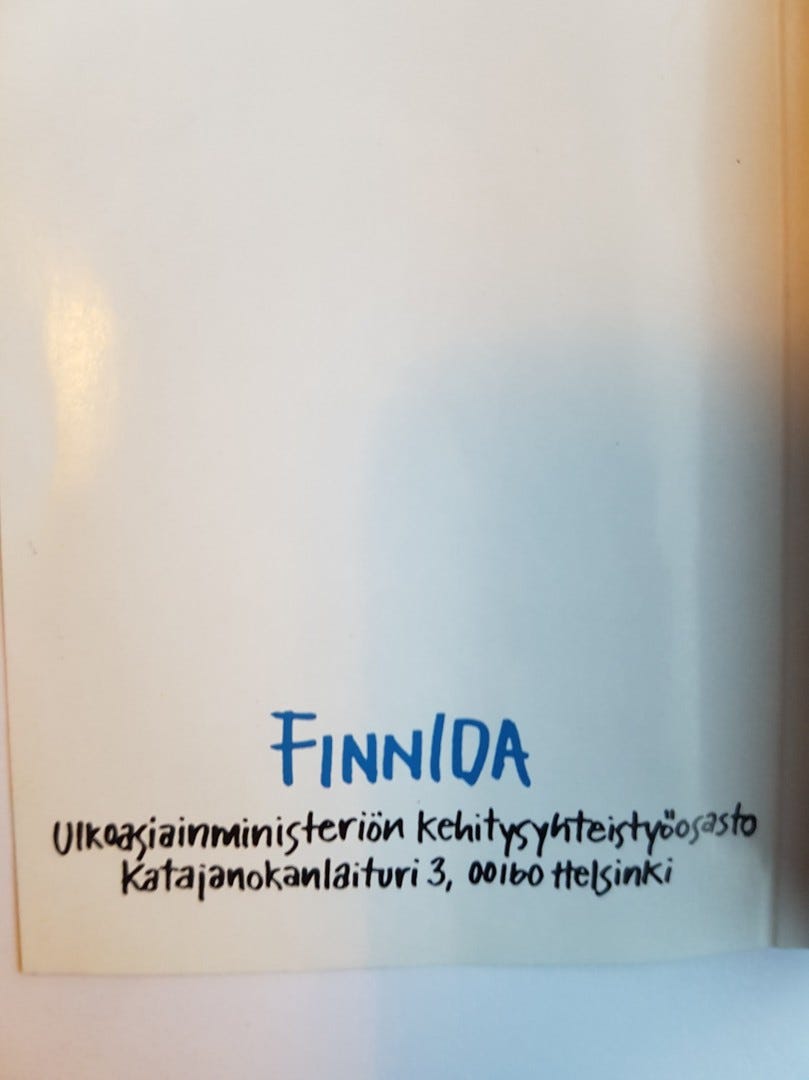 FINNIDA
Ulkoasiainministeriön kehitysyhteistyöosasto
Katajanokanlaituri 3, 00160 Helsinki